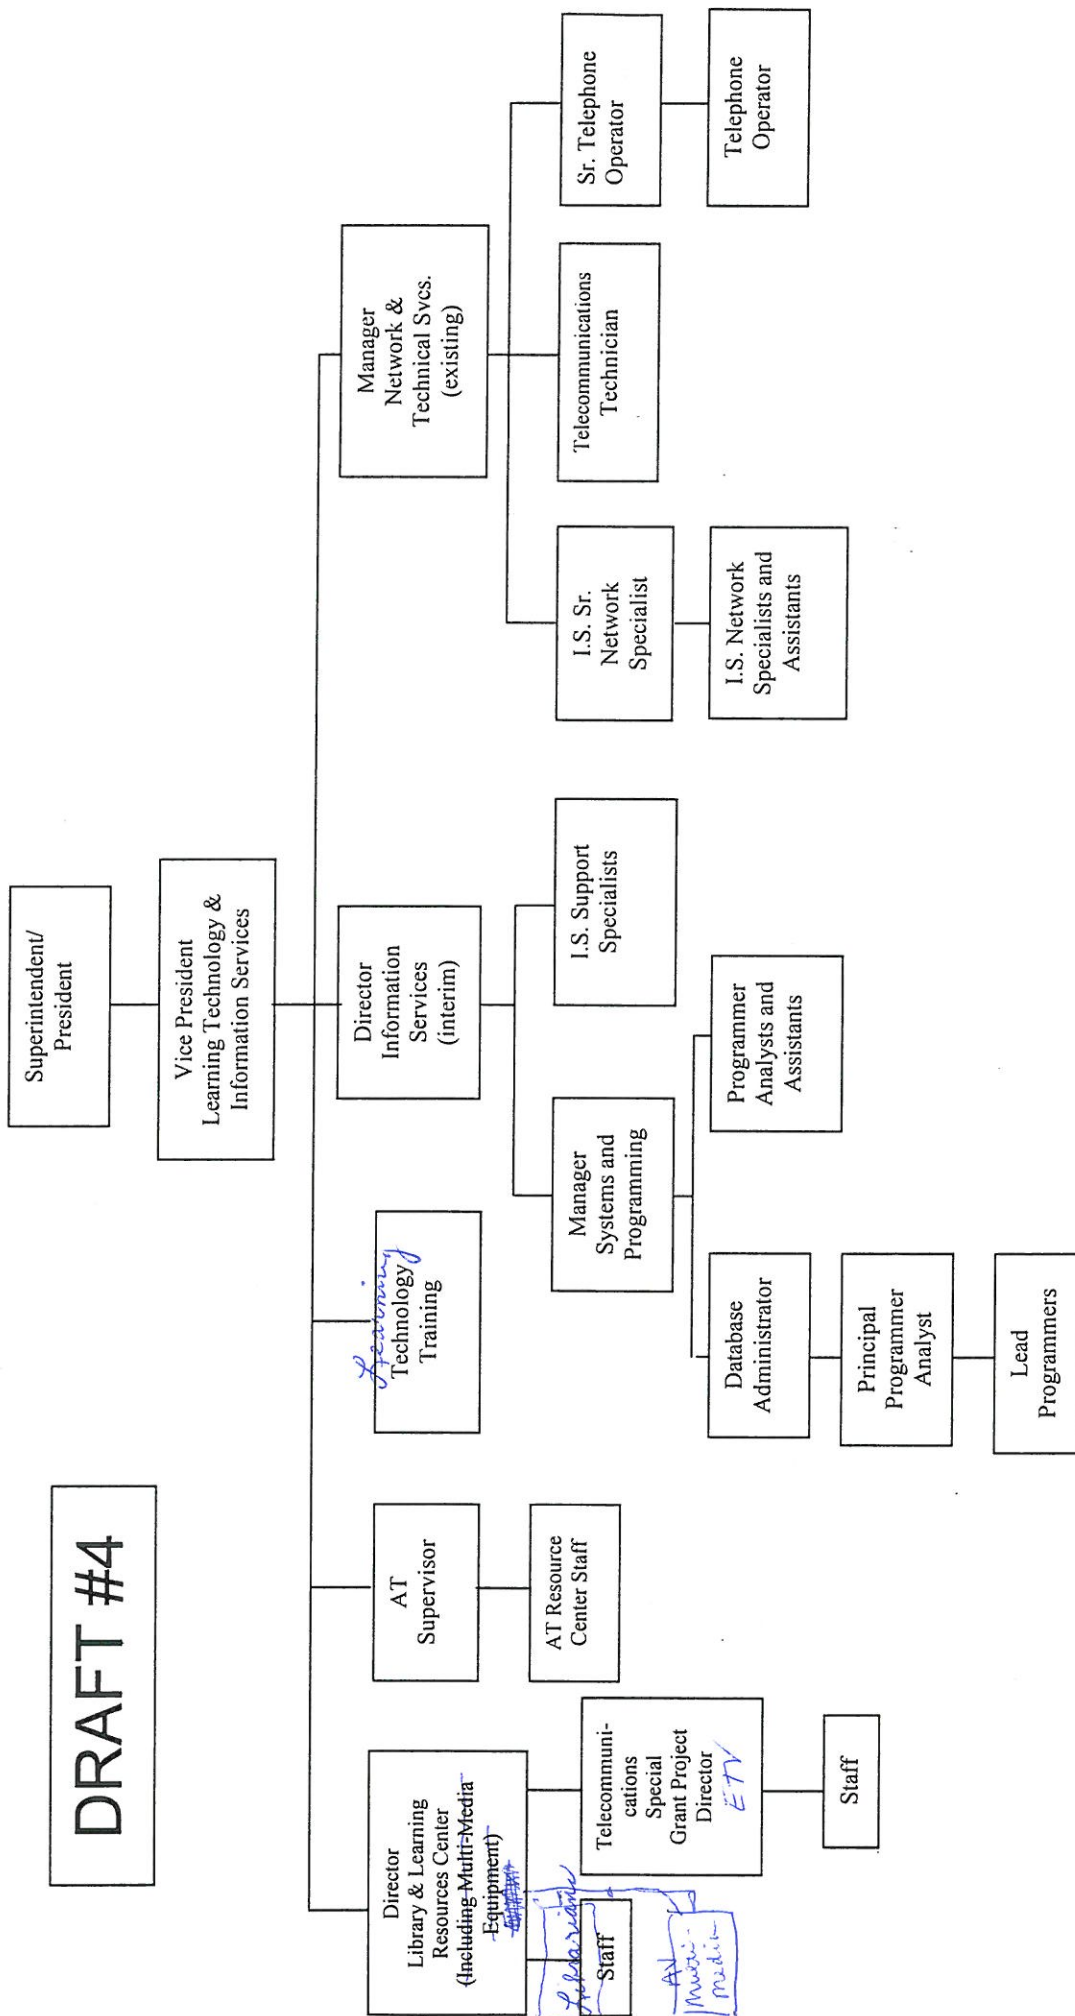 DRAFT #4
Superintendent/
President
Vice President
Learning Technology &
Information Services
Director
Library & Learning
Resources Center
(Including Multi-Media
Equipment)
Librarians
Staff
AV
Multi-
media
Telecommuni-
cations
Special
Grant Project
Director
ETV
Staff
AT
Supervisor
AT Resource
Center Staff
Learning
Technology
Training
Director
Information
Services
(interim)
Manager
Systems and
Programming
Database
Administrator
Principal
Programmer
Analyst
Lead
Programmers
Programmer
Analysts and
Assistants
I.S. Support
Specialists
Manager
Network &
Technical Svcs.
(existing)
I.S. Sr.
Network
Specialist
I.S. Network
Specialists and
Assistants
Telecommunications
Technician
Sr. Telephone
Operator
Telephone
Operator